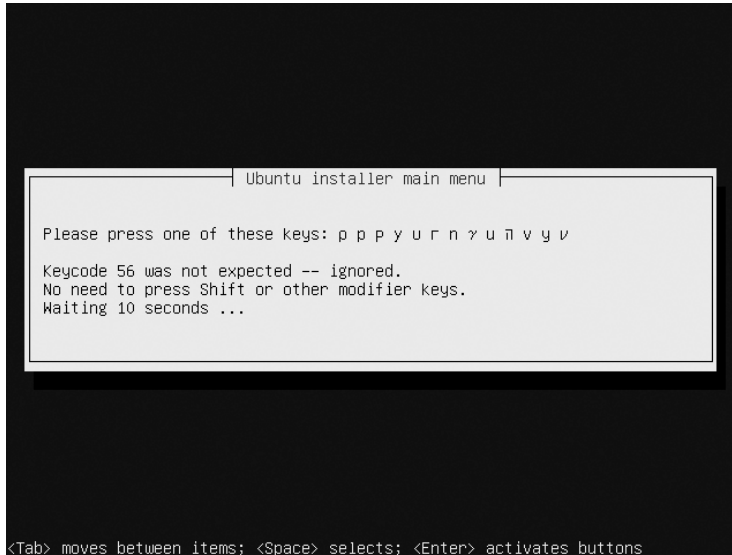 Ubuntu installer main menu
Please press one of these keys: ρ p р y u г n γ u п v y ν
Keycode 56 was not expected -- ignored.
No need to press Shift or other modifier keys.
Waiting 10 seconds ...
<Tab> moves between items; <Space> selects; <Enter> activates buttons